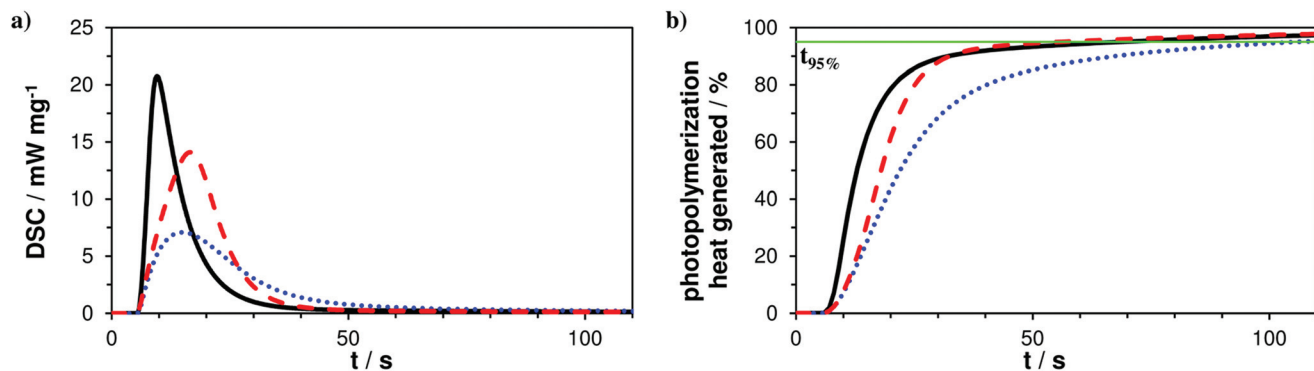 a)
DSC / mW mg⁻¹
25
20
15
10
5
0
0 50 100
t / s
b)
photopolymerization
heat generated / %
100
80
60
40
20
0
t95%
0 50 100
t / s